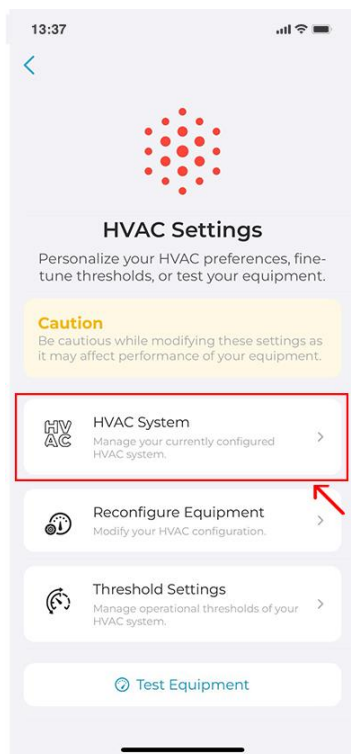 13:37
HVAC Settings
Personalize your HVAC preferences, fine-
tune thresholds, or test your equipment.
Caution
Be cautious while modifying these settings as
it may affect performance of your equipment.
HV
AC
HVAC System
Manage your currently configured
HVAC system.
Reconfigure Equipment
Modify your HVAC configuration.
Threshold Settings
Manage operational thresholds of your
HVAC system.
Test Equipment